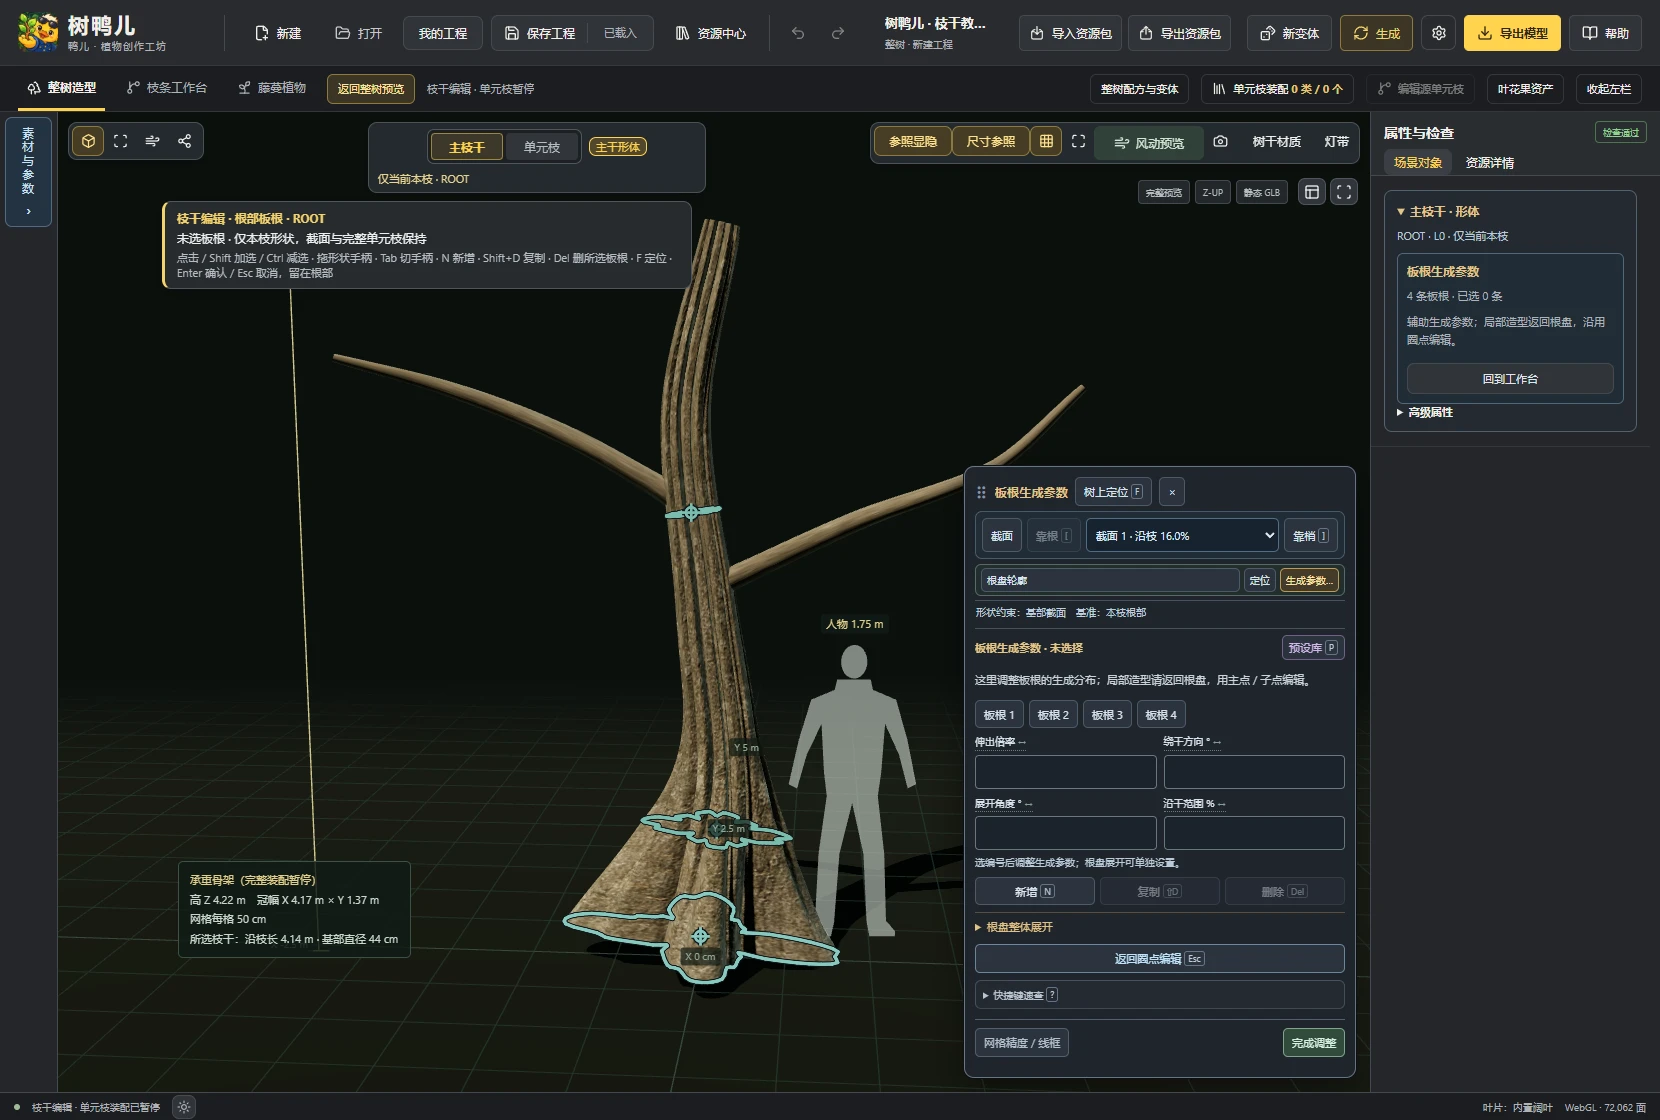 树鸭儿
鸭儿 · 植物创作工坊
新建
打开
我的工程
保存工程
已载入
资源中心
树鸭儿 · 枝干教...
整树 · 新建工程
导入资源包
导出资源包
新变体
生成
导出模型
帮助
整树造型
枝条工作台
藤蔓植物
返回整树预览
枝干编辑 · 单元枝暂停
整树配方与变体
单元枝装配 0 类 / 0 个
编辑源单元枝
叶花果资产
收起左栏
素材与参数
›
主枝干
单元枝
主干形体
仅当前本枝 · ROOT
参照显隐
尺寸参照
风动预览
树干材质
灯带
完整预览
Z-UP
静态 GLB
枝干编辑 · 根部板根 · ROOT
未选板根 · 仅本枝形状，截面与完整单元枝保持
点击 / Shift 加选 / Ctrl 减选 · 拖形状手柄 · Tab 切手柄 · N 新增 · Shift+D 复制 · Del 删所选板根 · F 定位 ·
Enter 确认 / Esc 取消，留在根部
人物 1.75 m
Y 5 m
Y 2.5 m
X 0 cm
承重骨架（完整装配暂停）
高 Z 4.22 m 冠幅 X 4.17 m × Y 1.37 m
网格每格 50 cm
所选枝干：沿枝长 4.14 m · 基部直径 44 cm
属性与检查
检查通过
场景对象
资源详情
▼ 主枝干 · 形体
ROOT · L0 · 仅当前本枝
板根生成参数
4 条板根 · 已选 0 条
辅助生成参数；局部造型返回根盘，沿用
圆点编辑。
回到工作台
▶ 高级属性
板根生成参数
树上定位 F
×
截面
靠根 [
截面 1 · 沿枝 16.0%
靠梢 ]
根盘轮廓
定位
生成参数...
形状约束：基部截面 基准：本枝根部
板根生成参数 · 未选择
预设库 P
这里调整板根的生成分布；局部造型请返回根盘，用主点 / 子点编辑。
板根 1
板根 2
板根 3
板根 4
伸出倍率 ↔
绕干方向 ° ↔
展开角度 ° ↔
沿干范围 % ↔
选编号后调整生成参数；根盘展开可单独设置。
新增 N
复制 ⇧D
删除 Del
▶ 根盘整体展开
返回圆点编辑 Esc
▶ 快捷键速查 ?
网格精度 / 线框
完成调整
枝干编辑 · 单元枝装配已暂停
叶片：内置阔叶 WebGL · 72,062 面